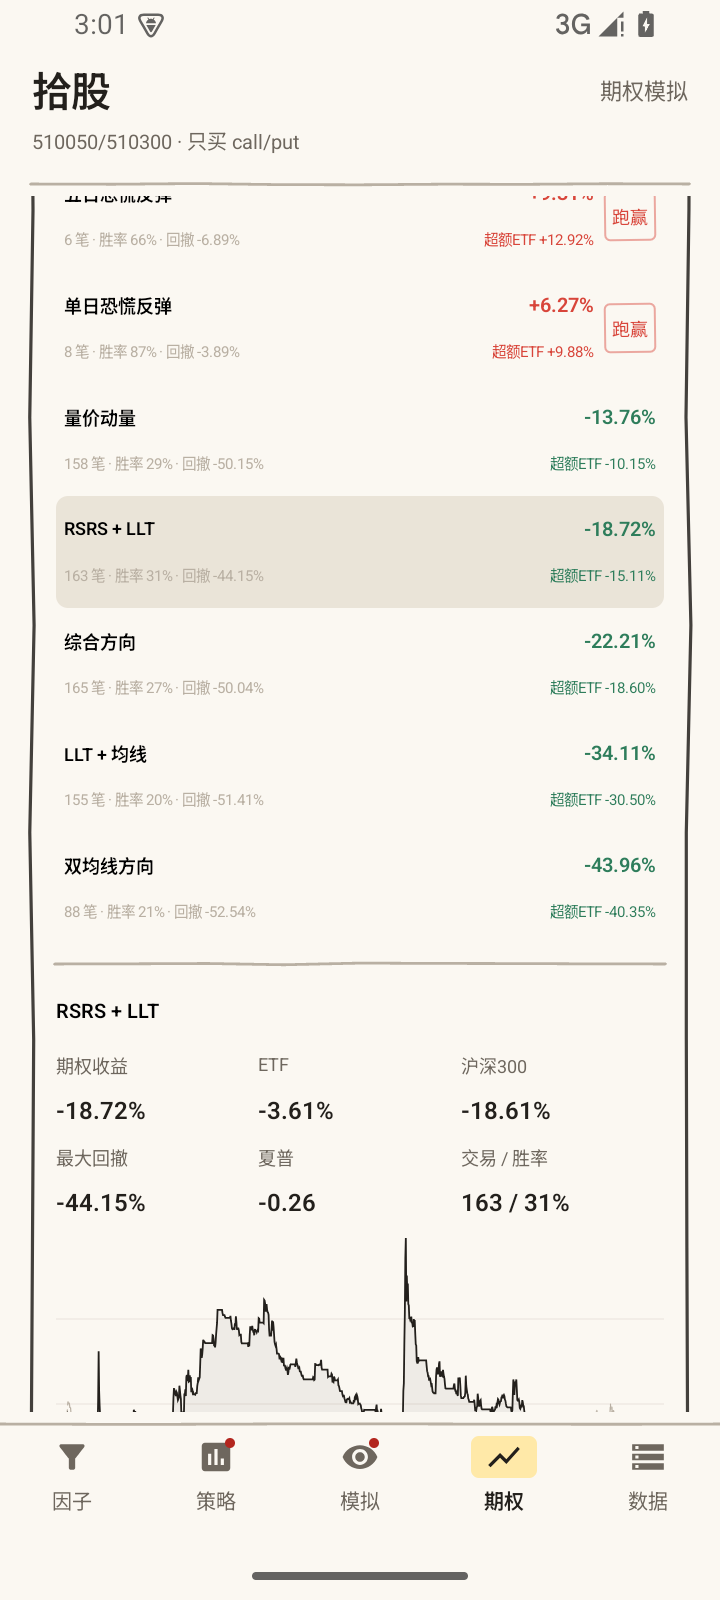 3:01
3G
拾股
期权模拟
510050/510300 · 只买 call/put
五日恐慌反弹
6 笔 · 胜率 66% · 回撤 -6.89%
超额ETF +12.92%
跑赢
单日恐慌反弹
+6.27%
8 笔 · 胜率 87% · 回撤 -3.89%
超额ETF +9.88%
跑赢
量价动量
-13.76%
158 笔 · 胜率 29% · 回撤 -50.15%
超额ETF -10.15%
RSRS + LLT
-18.72%
163 笔 · 胜率 31% · 回撤 -44.15%
超额ETF -15.11%
综合方向
-22.21%
165 笔 · 胜率 27% · 回撤 -50.04%
超额ETF -18.60%
LLT + 均线
-34.11%
155 笔 · 胜率 20% · 回撤 -51.41%
超额ETF -30.50%
双均线方向
-43.96%
88 笔 · 胜率 21% · 回撤 -52.54%
超额ETF -40.35%
RSRS + LLT
期权收益
ETF
沪深300
-18.72%
-3.61%
-18.61%
最大回撤
夏普
交易 / 胜率
-44.15%
-0.26
163 / 31%
因子
策略
模拟
期权
数据